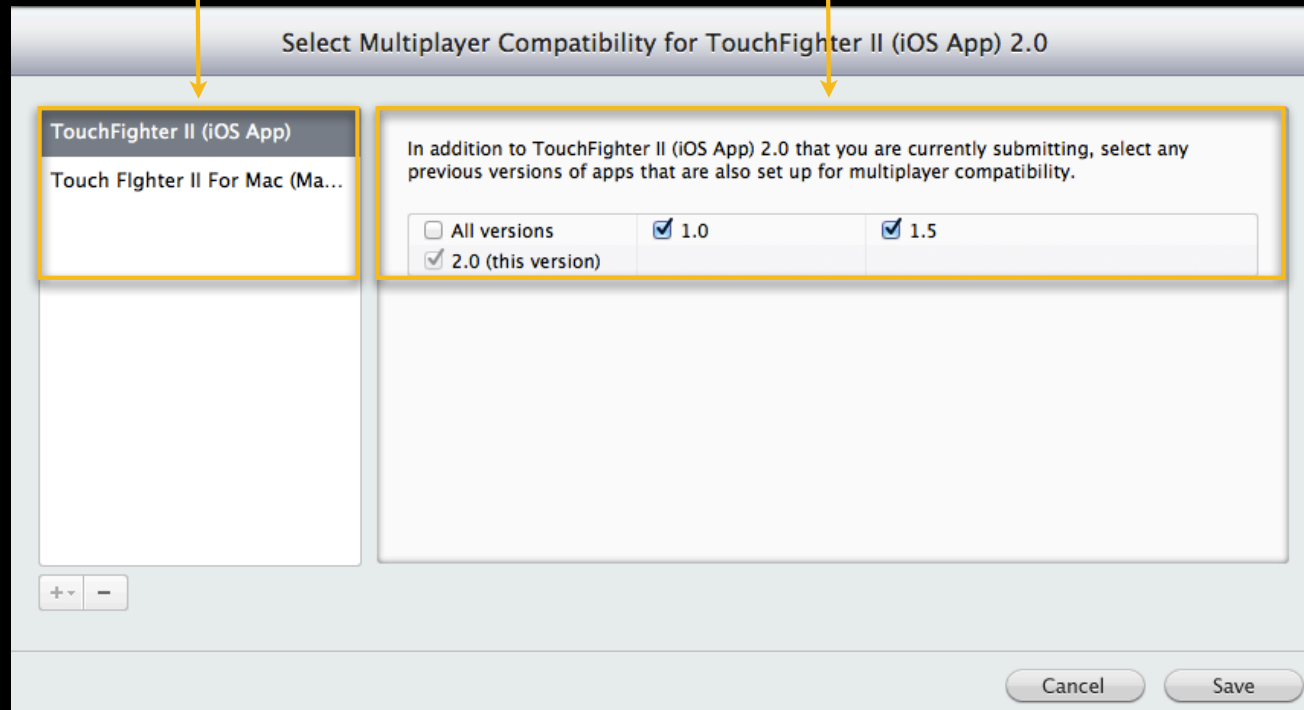 Select Multiplayer Compatibility for TouchFighter II (iOS App) 2.0
TouchFighter II (iOS App)
Touch FIghter II For Mac (Ma...
In addition to TouchFighter II (iOS App) 2.0 that you are currently submitting, select any
previous versions of apps that are also set up for multiplayer compatibility.
All versions 1.0 1.5
2.0 (this version)
Cancel Save